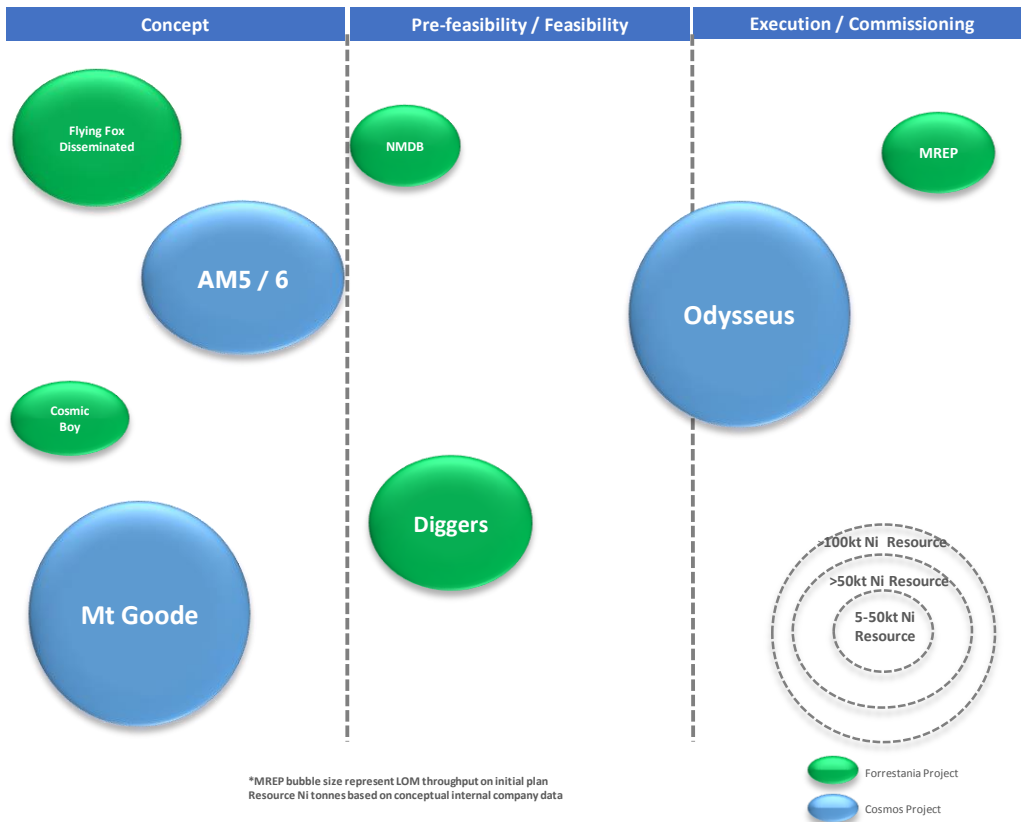 Concept
Pre-feasibility / Feasibility
Execution / Commissioning
Flying Fox
Disseminated
NMDB
MREP
AM5 / 6
Odysseus
Cosmic
Boy
Diggers
Mt Goode
>100kt Ni Resource
>50kt Ni Resource
5-50kt Ni
Resource
*MREP bubble size represent LOM throughput on initial plan
Resource Ni tonnes based on conceptual internal company data
Forrestania Project
Cosmos Project